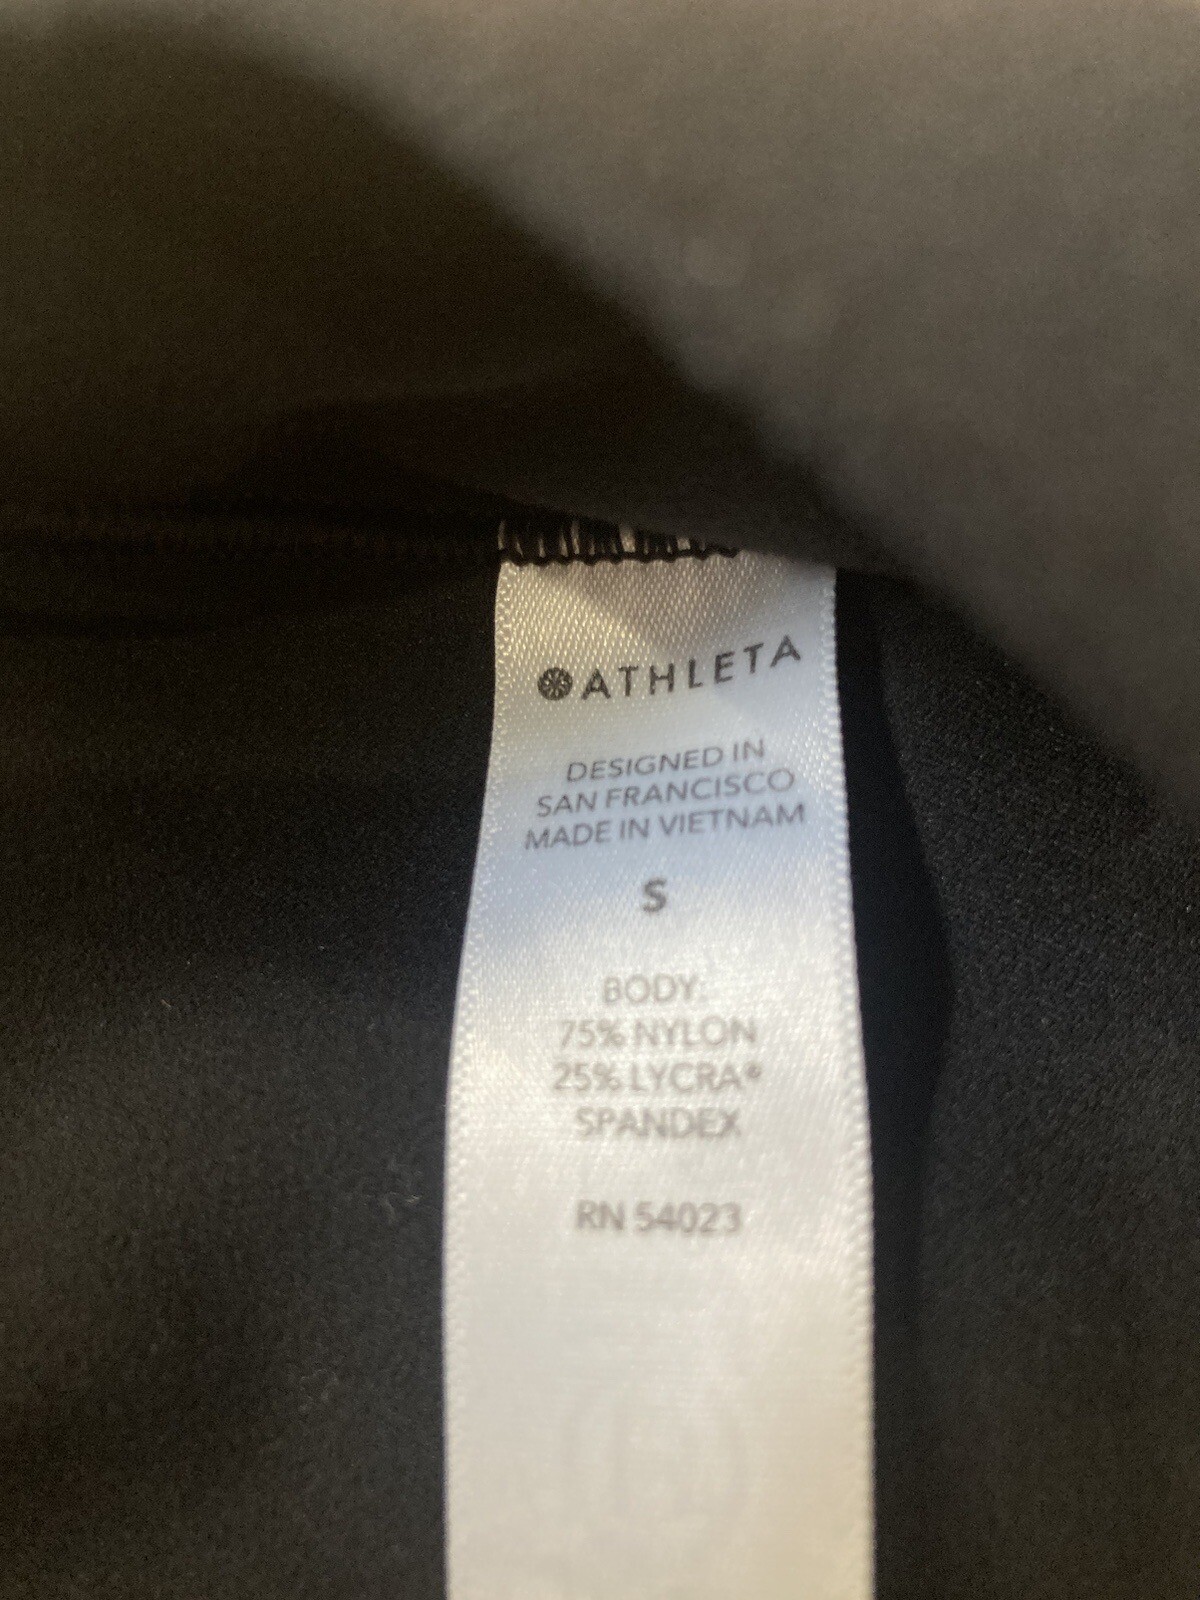 ATHLETA
DESIGNED IN
SAN FRANCISCO
MADE IN VIETNAM
S
BODY:
75% NYLON
25% LYCRA®
SPANDEX
RN 54023